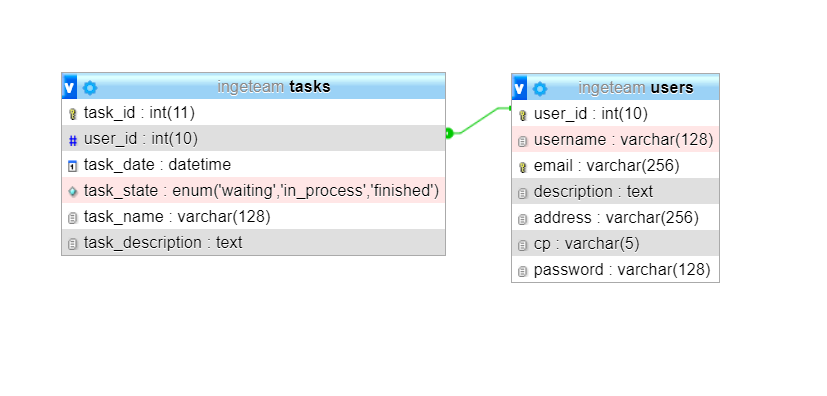 v ingeteam tasks
task_id : int(11)
# user_id : int(10)
task_date : datetime
task_state : enum('waiting','in_process','finished')
task_name : varchar(128)
task_description : text
v ingeteam users
user_id : int(10)
username : varchar(128)
email : varchar(256)
description : text
address : varchar(256)
cp : varchar(5)
password : varchar(128)